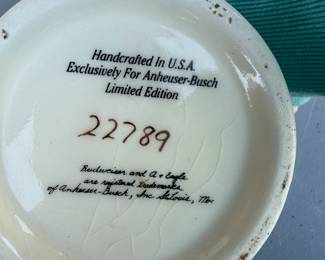 Handcrafted In U.S.A.
Exclusively For Anheuser-Busch
Limited Edition
22789
Budweiser and A & Eagle
are registered trademarks
of Anheuser-Busch, Inc. St Louis, Mo.